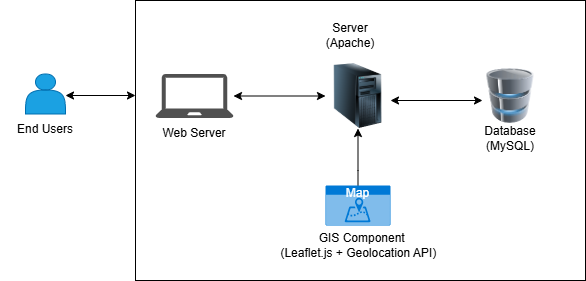 Server
(Apache)
End Users
Web Server
Database
(MySQL)
Map
GIS Component
(Leaflet.js + Geolocation API)